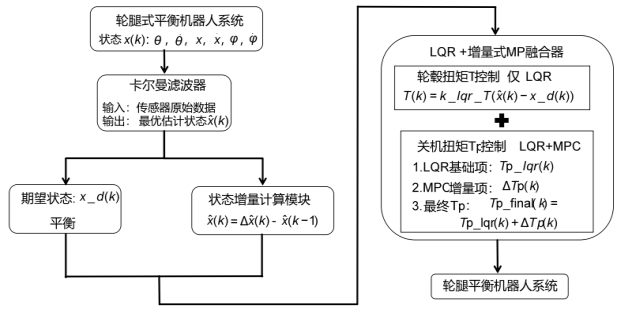 轮腿式平衡机器人系统
状态 x(k): θ , θ̇ , x , x , φ , φ̇
卡尔曼滤波器
输入: 传感器原始数据
输出: 最优估计状态x̂(k)
期望状态: x_d(k)
平衡
状态增量计算模块
x̂(k)=Δx̂(k)- x̂(k-1)
LQR +增量式MP融合器
轮毂扭矩T控制 仅 LQR
T(k)=k_lqr_T(x̂(k)-x_d(k))
+
关机扭矩Tp控制 LQR+MPC
1.LQR基础项: Tp_lqr(k)
2.MPC增量项: ΔTp(k)
3.最终Tp: Tp_final(k)=
Tp_lqr(k)+ΔTp(k)
轮腿平衡机器人系统